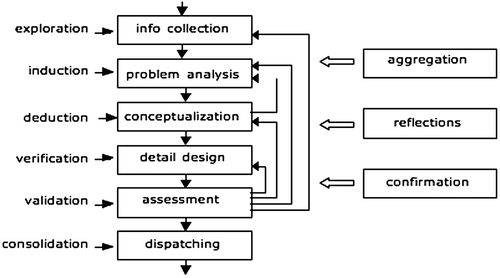 exploration
info collection
induction
problem analysis
deduction
conceptualization
verification
detail design
validation
assessment
consolidation
dispatching
aggregation
reflections
confirmation